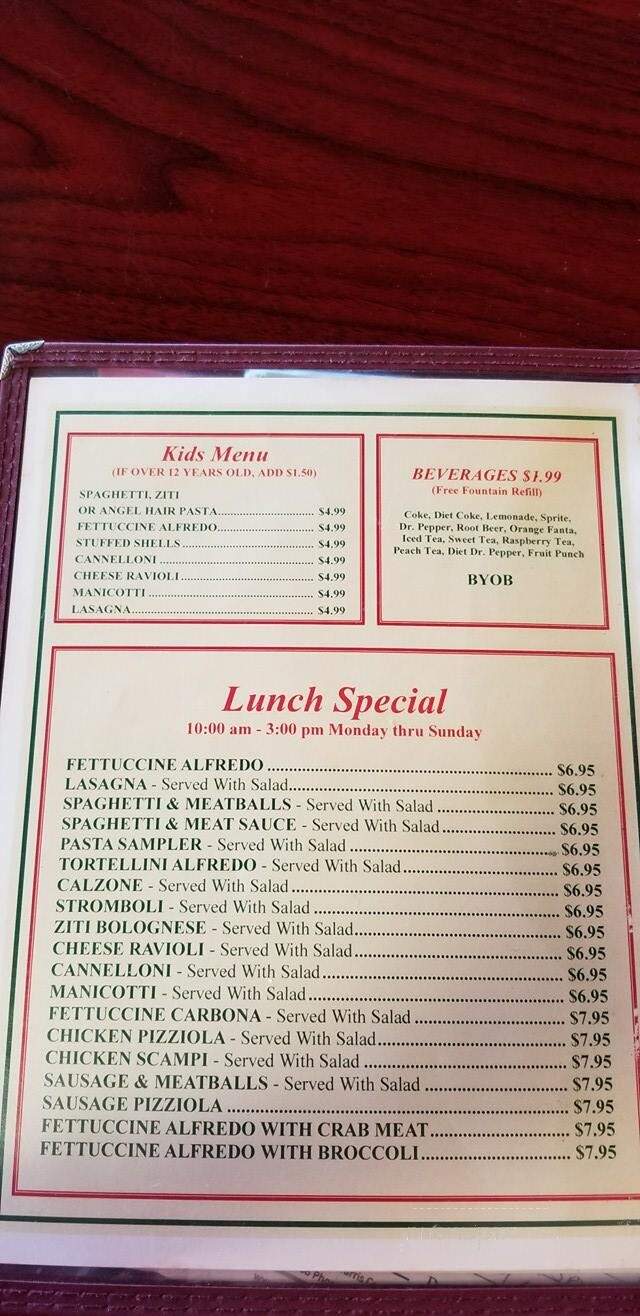 Kids Menu
(IF OVER 12 YEARS OLD, ADD $1.50)
SPAGHETTI, ZITI
OR ANGEL HAIR PASTA........................ $4.99
FETTUCCINE ALFREDO........................ $4.99
STUFFED SHELLS................................. $4.99
CANNELLONI...................................... $4.99
CHEESE RAVIOLI................................. $4.99
MANICOTTI......................................... $4.99
LASAGNA............................................. $4.99
BEVERAGES $1.99
(Free Fountain Refill)
Coke, Diet Coke, Lemonade, Sprite,
Dr. Pepper, Root Beer, Orange Fanta,
Iced Tea, Sweet Tea, Raspberry Tea,
Peach Tea, Diet Dr. Pepper, Fruit Punch
BYOB
Lunch Special
10:00 am - 3:00 pm Monday thru Sunday
FETTUCCINE ALFREDO ........................................................ $6.95
LASAGNA - Served With Salad.................................................... $6.95
SPAGHETTI & MEATBALLS - Served With Salad ....................... $6.95
SPAGHETTI & MEAT SAUCE - Served With Salad...................... $6.95
PASTA SAMPLER - Served With Salad ........................................ $6.95
TORTELLINI ALFREDO - Served With Salad.............................. $6.95
CALZONE - Served With Salad.................................................... $6.95
STROMBOLI - Served With Salad ................................................ $6.95
ZITI BOLOGNESE - Served With Salad........................................ $6.95
CHEESE RAVIOLI - Served With Salad........................................ $6.95
CANNELLONI - Served With Salad.............................................. $6.95
MANICOTTI - Served With Salad................................................. $6.95
FETTUCCINE CARBONA - Served With Salad ............................ $7.95
CHICKEN PIZZIOLA - Served With Salad.................................... $7.95
CHICKEN SCAMPI - Served With Salad ...................................... $7.95
SAUSAGE & MEATBALLS - Served With Salad .......................... $7.95
SAUSAGE PIZZIOLA .................................................................. $7.95
FETTUCCINE ALFREDO WITH CRAB MEAT.......................... $7.95
FETTUCCINE ALFREDO WITH BROCCOLI............................ $7.95